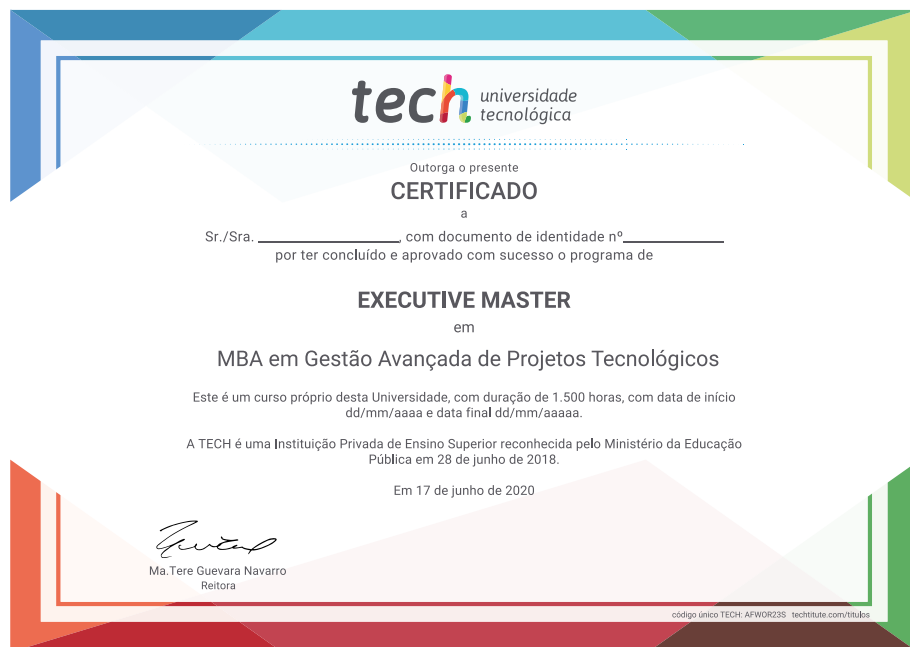 tech universidade
tecnológica
Outorga o presente
CERTIFICADO
a
Sr./Sra. ____________________, com documento de identidade nº______________
por ter concluído e aprovado com sucesso o programa de
EXECUTIVE MASTER
em
MBA em Gestão Avançada de Projetos Tecnológicos
Este é um curso próprio desta Universidade, com duração de 1.500 horas, com data de início
dd/mm/aaaa e data final dd/mm/aaaaa.
A TECH é uma Instituição Privada de Ensino Superior reconhecida pelo Ministério da Educação
Pública em 28 de junho de 2018.
Em 17 de junho de 2020
Ma.Tere Guevara Navarro
Reitora
código único TECH: AFWOR23S techtitute.com/titulos